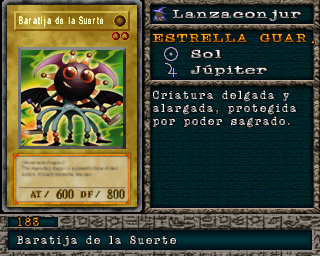 Baratija de la Suerte
Lanzaconjur
ESTRELLA GUAR.
Sol
Júpiter
Criatura delgada y
alargada, protegida
por poder sagrado.
AT/ 600 DF/ 800
183
Baratija de la Suerte